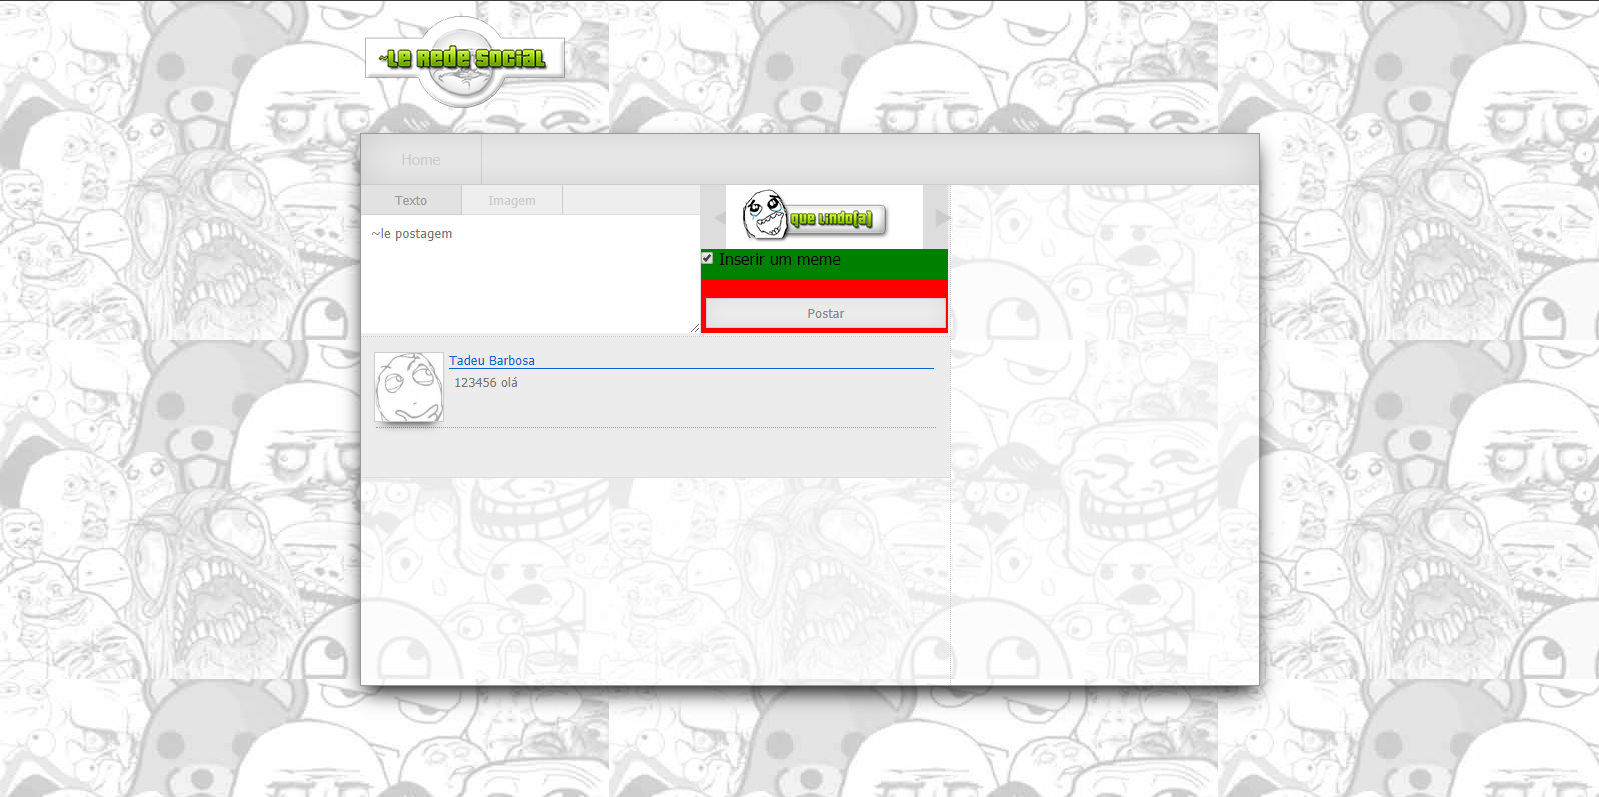 ~LE REDE SOCIAL
Home
Texto
Imagem
~le postagem
que lindo(a)
Inserir um meme
Postar
Tadeu Barbosa
123456 olá